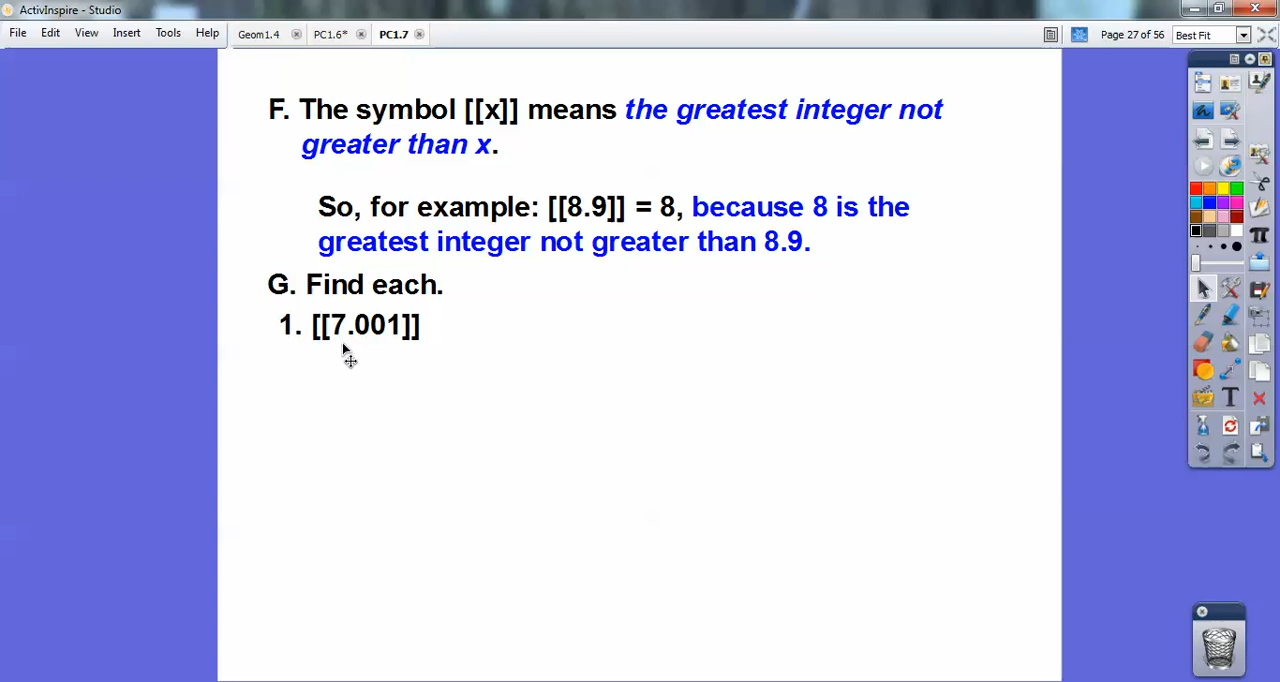 ActivInspire - Studio
File Edit View Insert Tools Help
Geom1.4 PC1.6* PC1.7 Page 27 of 56 Best Fit
F. The symbol [[x]] means the greatest integer not
greater than x.
So, for example: [[8.9]] = 8, because 8 is the
greatest integer not greater than 8.9.
G. Find each.
1. [[7.001]]